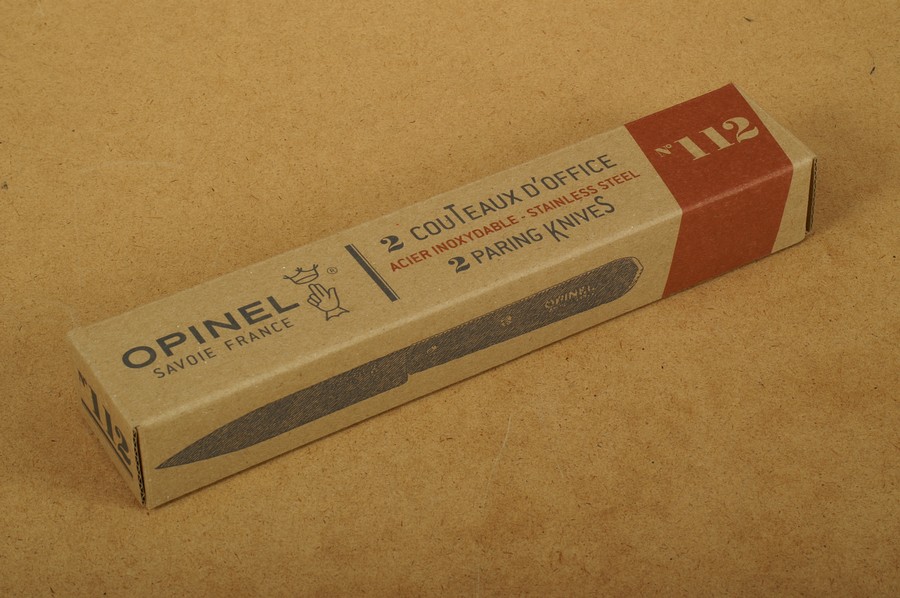 OPINEL ®
SAVOIE FRANCE
2 COUTEAUX D'OFFICE
ACIER INOXYDABLE - STAINLESS STEEL
2 PARING KNIVES
N° 112
OPINEL
N° 112